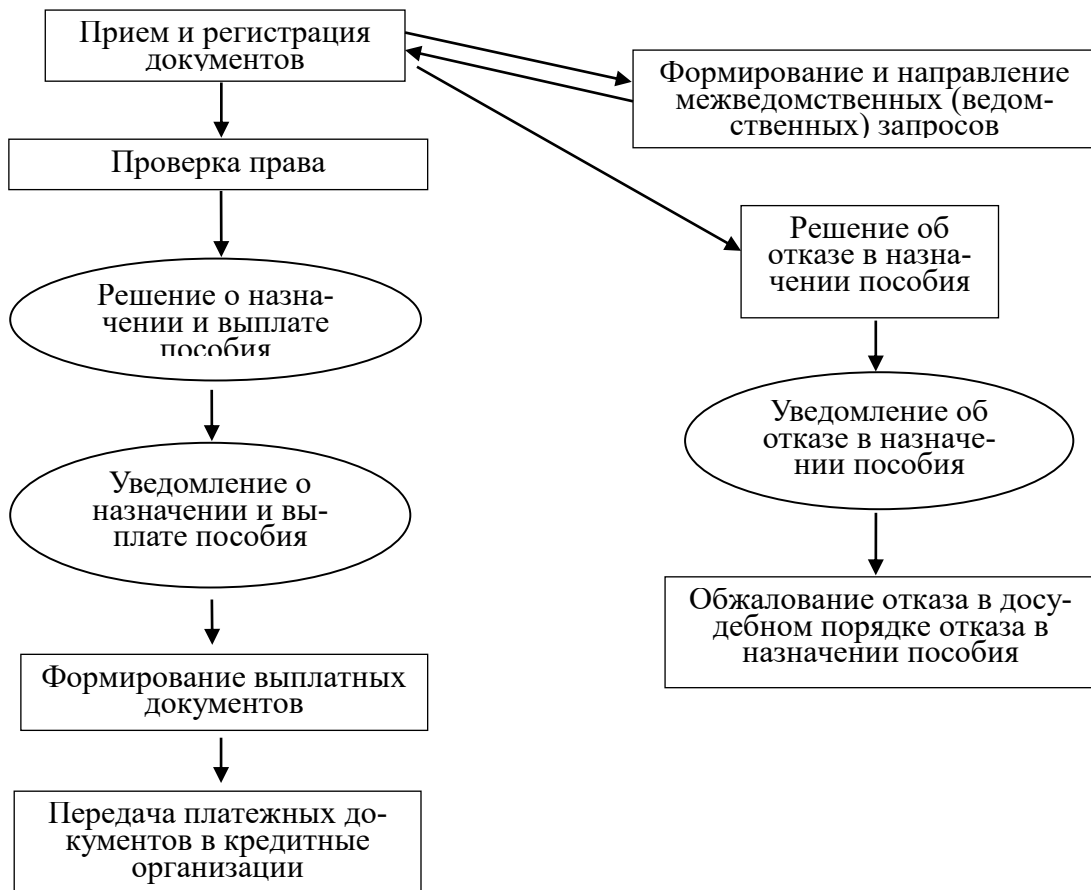 Прием и регистрация
документов
Формирование и направление
межведомственных (ведом-
ственных) запросов
Проверка права
Решение об
отказе в назна-
чении пособия
Решение о назна-
чении и выплате
пособия
Уведомление об
отказе в назначе-
нии пособия
Уведомление о
назначении и вы-
плате пособия
Обжалование отказа в досу-
дебном порядке отказа в
назначении пособия
Формирование выплатных
документов
Передача платежных до-
кументов в кредитные
организации